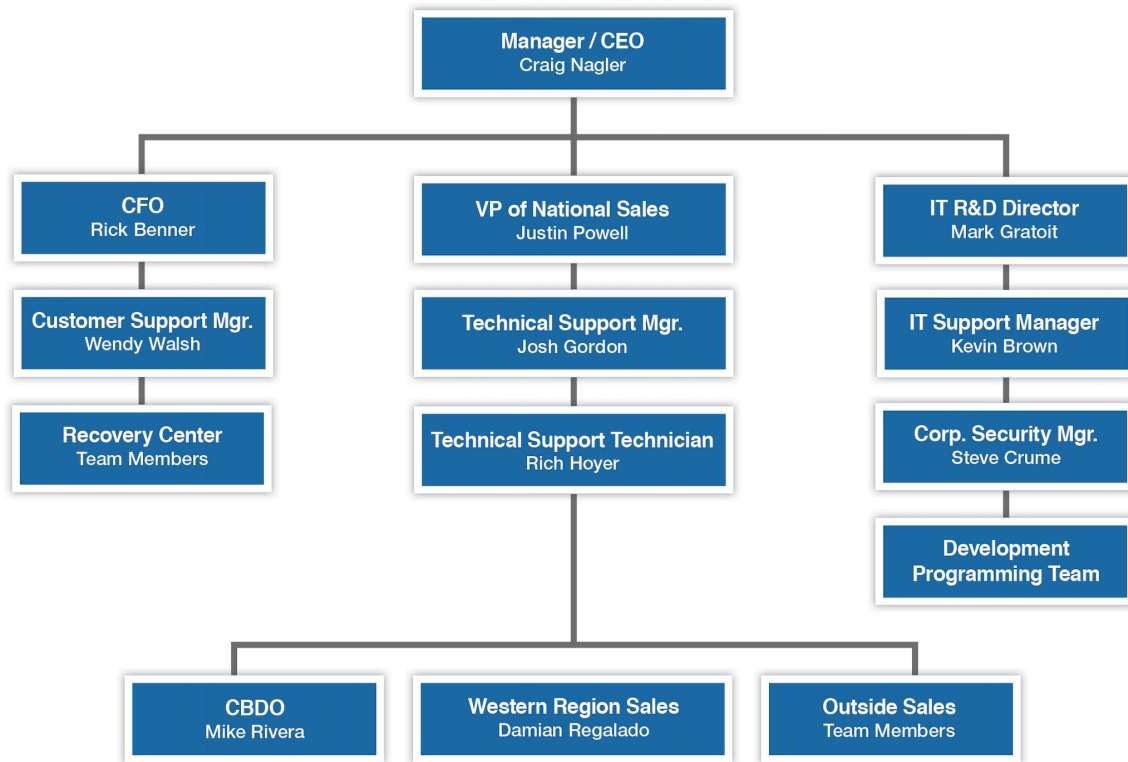 Manager / CEO
Craig Nagler
CFO
Rick Benner
VP of National Sales
Justin Powell
IT R&D Director
Mark Gratoit
Customer Support Mgr.
Wendy Walsh
Technical Support Mgr.
Josh Gordon
IT Support Manager
Kevin Brown
Recovery Center
Team Members
Technical Support Technician
Rich Hoyer
Corp. Security Mgr.
Steve Crume
Development
Programming Team
CBDO
Mike Rivera
Western Region Sales
Damian Regalado
Outside Sales
Team Members